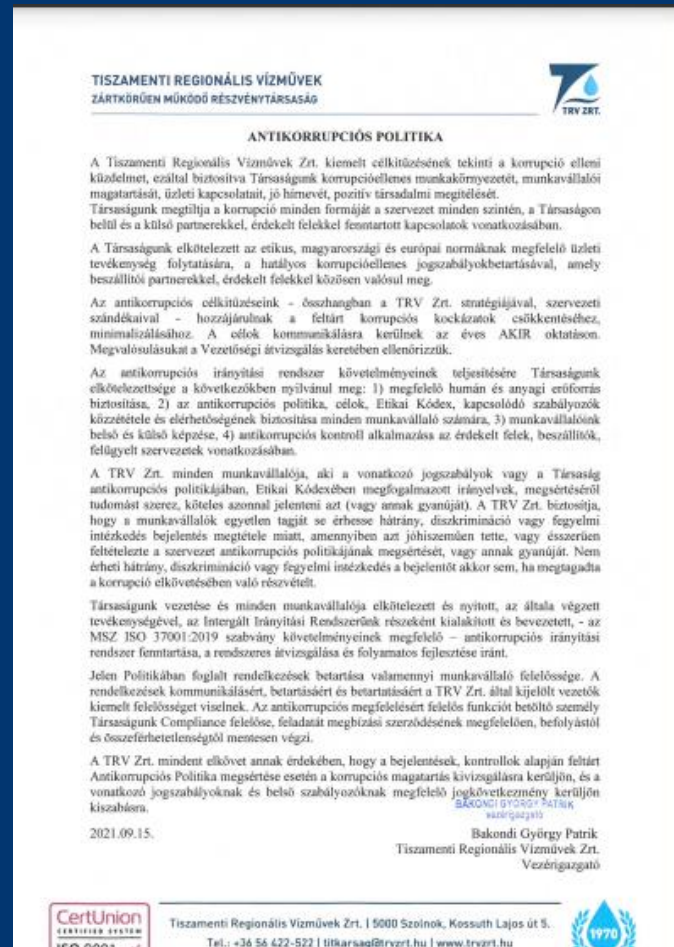 TISZAMENTI REGIONÁLIS VÍZMŰVEK
ZÁRTKÖRŰEN MŰKÖDŐ RÉSZVÉNYTÁRSASÁG
TRV ZRT.
ANTIKORRUPCIÓS POLITIKA
A Tiszamenti Regionális Vízművek Zrt. kiemelt célkitűzésének tekinti a korrupció elleni
küzdelmet, ezáltal biztosítva Társaságunk korrupcióellenes munkakörnyezetét, munkavállalói
magatartását, üzleti kapcsolatait, jó hírnevét, pozitív társadalmi megítélését.
Társaságunk megtiltja a korrupció minden formáját a szervezet minden szintén, a Társaságon
belül és a külső partnerekkel, érdekelt felekkel fenntartott kapcsolatok vonatkozásában.
A Társaságunk elkötelezett az etikus, magyarországi és európai normáknak megfelelő üzleti
tevékenység folytatására, a hatályos korrupcióellenes jogszabályokbetartásával, amely
beszállítói partnerekkel, érdekelt felekkel közösen valósul meg.
Az antikorrupciós célkitűzéseink - összhangban a TRV Zrt. stratégiájával, szervezeti
szándékaival - hozzájárulnak a feltárt korrupciós kockázatok csökkentéséhez,
minimalizálásához. A célok kommunikálásra kerülnek az éves AKIR oktatáson.
Megvalósulásukat a Vezetőségi átvizsgálás keretében ellenőrizzük.
Az antikorrupciós irányítási rendszer követelményeinek teljesítésére Társaságunk
elkötelezettsége a következőkben nyilvánul meg: 1) megfelelő humán és anyagi erőforrás
biztosítása, 2) az antikorrupciós politika, célok, Etikai Kódex, kapcsolódó szabályozók
közzététele és elérhetőségének biztosítása minden munkavállaló számára, 3) munkavállalóink
belső és külső képzése, 4) antikorrupciós kontroll alkalmazása az érdekelt felek, beszállítók,
felügyelt szervezetek vonatkozásában.
A TRV Zrt. minden munkavállalója, aki a vonatkozó jogszabályok vagy a Társaság
antikorrupciós politikájában, Etikai Kódexében megfogalmazott irányelvek, megsértéséről
tudomást szerez, köteles azonnal jelenteni azt (vagy annak gyanúját). A TRV Zrt. biztosítja,
hogy a munkavállalók egyetlen tagját se érhesse hátrány, diszkrimináció vagy fegyelmi
intézkedés bejelentés megtétele miatt, amennyiben azt jóhiszeműen tette, vagy ésszerűen
feltételezte a szervezet antikorrupciós politikájának megsértését, vagy annak gyanúját. Nem
érheti hátrány, diszkrimináció vagy fegyelmi intézkedés a bejelentőt akkor sem, ha megtagadta
a korrupció elkövetésében való részvételt.
Társaságunk vezetése és minden munkavállalója elkötelezett és nyitott, az általa végzett
tevékenységével, az Intergált Irányítási Rendszerünk részeként kialakított és bevezetett, - az
MSZ ISO 37001:2019 szabvány követelményeinek megfelelő – antikorrupciós irányítási
rendszer fenntartása, a rendszeres átvizsgálása és folyamatos fejlesztése iránt.
Jelen Politikában foglalt rendelkezések betartása valamennyi munkavállaló felelőssége. A
rendelkezések kommunikálásért, betartásáért és betartatásáért a TRV Zrt. által kijelölt vezetők
kiemelt felelősséget viselnek. Az antikorrupciós megfelelésért felelős funkciót betöltő személy
Társaságunk Compliance felelőse, feladatát megbízási szerződésének megfelelően, befolyástól
és összeférhetetlenségtől mentesen végzi.
A TRV Zrt. mindent elkövet annak érdekében, hogy a bejelentések, kontrollok alapján feltárt
Antikorrupciós Politika megsértése esetén a korrupciós magatartás kivizsgálásra kerüljön, és a
vonatkozó jogszabályoknak és belső szabályozóknak megfelelő jogkövetkezmény kerüljön
kiszabásra.
BAKONDI GYÖRGY PATRIK
vezérigazgató
2021.09.15.
Bakondi György Patrik
Tiszamenti Regionális Vízművek Zrt.
Vezérigazgató
CertUnion
CERTIFIED SYSTEM
ISO 9001
Tiszamenti Regionális Vízművek Zrt. | 5000 Szolnok, Kossuth Lajos út 5.
Tel.: +36 56 422-522 | titkarsag@trvzrt.hu | www.trvzrt.hu
1970